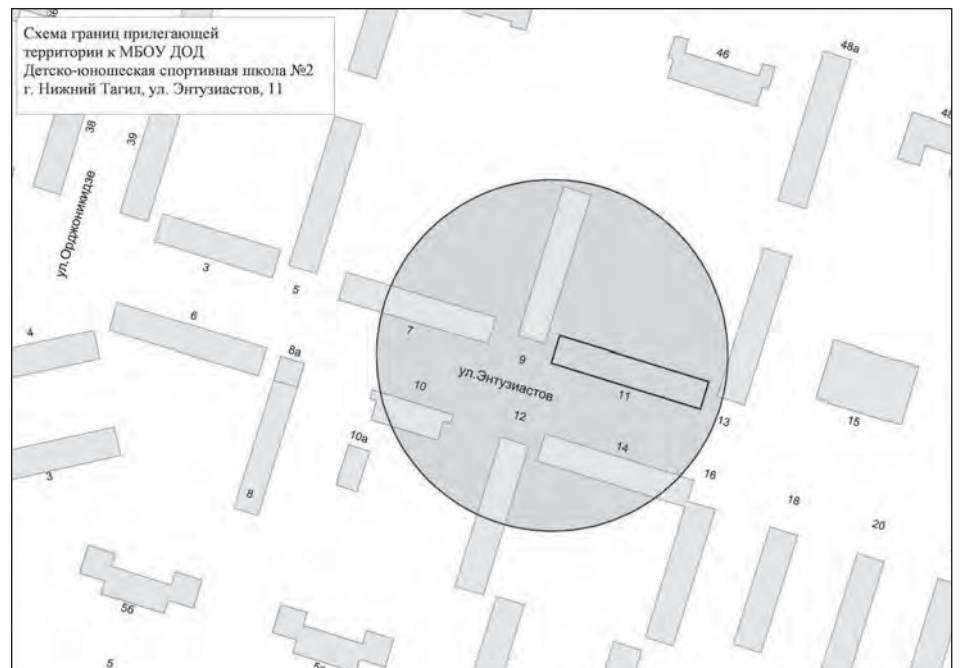 Схема границ прилегающей
территории к МБОУ ДОД
Детско-юношеская спортивная школа №2
г. Нижний Тагил, ул. Энтузиастов, 11
46
48а
38
39
ул.Орджоникидзе
3
5
6
7
4
8а
9
ул.Энтузиастов
10
11
12
13
15
10а
14
16
3
8
18
20
56
5